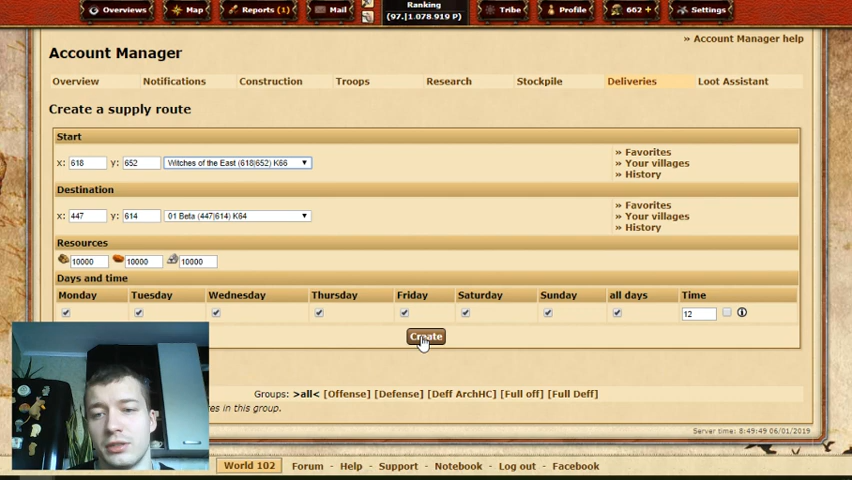 Overviews Map Reports (1) Mail Ranking Tribe Profile 662 + Settings
(97.|1.078.919 P)
» Account Manager help
Account Manager
Overview Notifications Construction Troops Research Stockpile Deliveries Loot Assistant
Create a supply route
Start
x: 618 y: 652 Witches of the East (618|652) K66
» Favorites
» Your villages
» History
Destination
x: 447 y: 614 01 Beta (447|614) K64
» Favorites
» Your villages
» History
Resources
10000 10000 10000
Days and time
Monday Tuesday Wednesday Thursday Friday Saturday Sunday all days Time
12
Create
Groups: >all< [Offense] [Defense] [Deff ArchHC] [Full off] [Full Deff]
in this group.
Server time: 8:49:49 06/01/2019
World 102 Forum - Help - Support - Notebook - Log out - Facebook